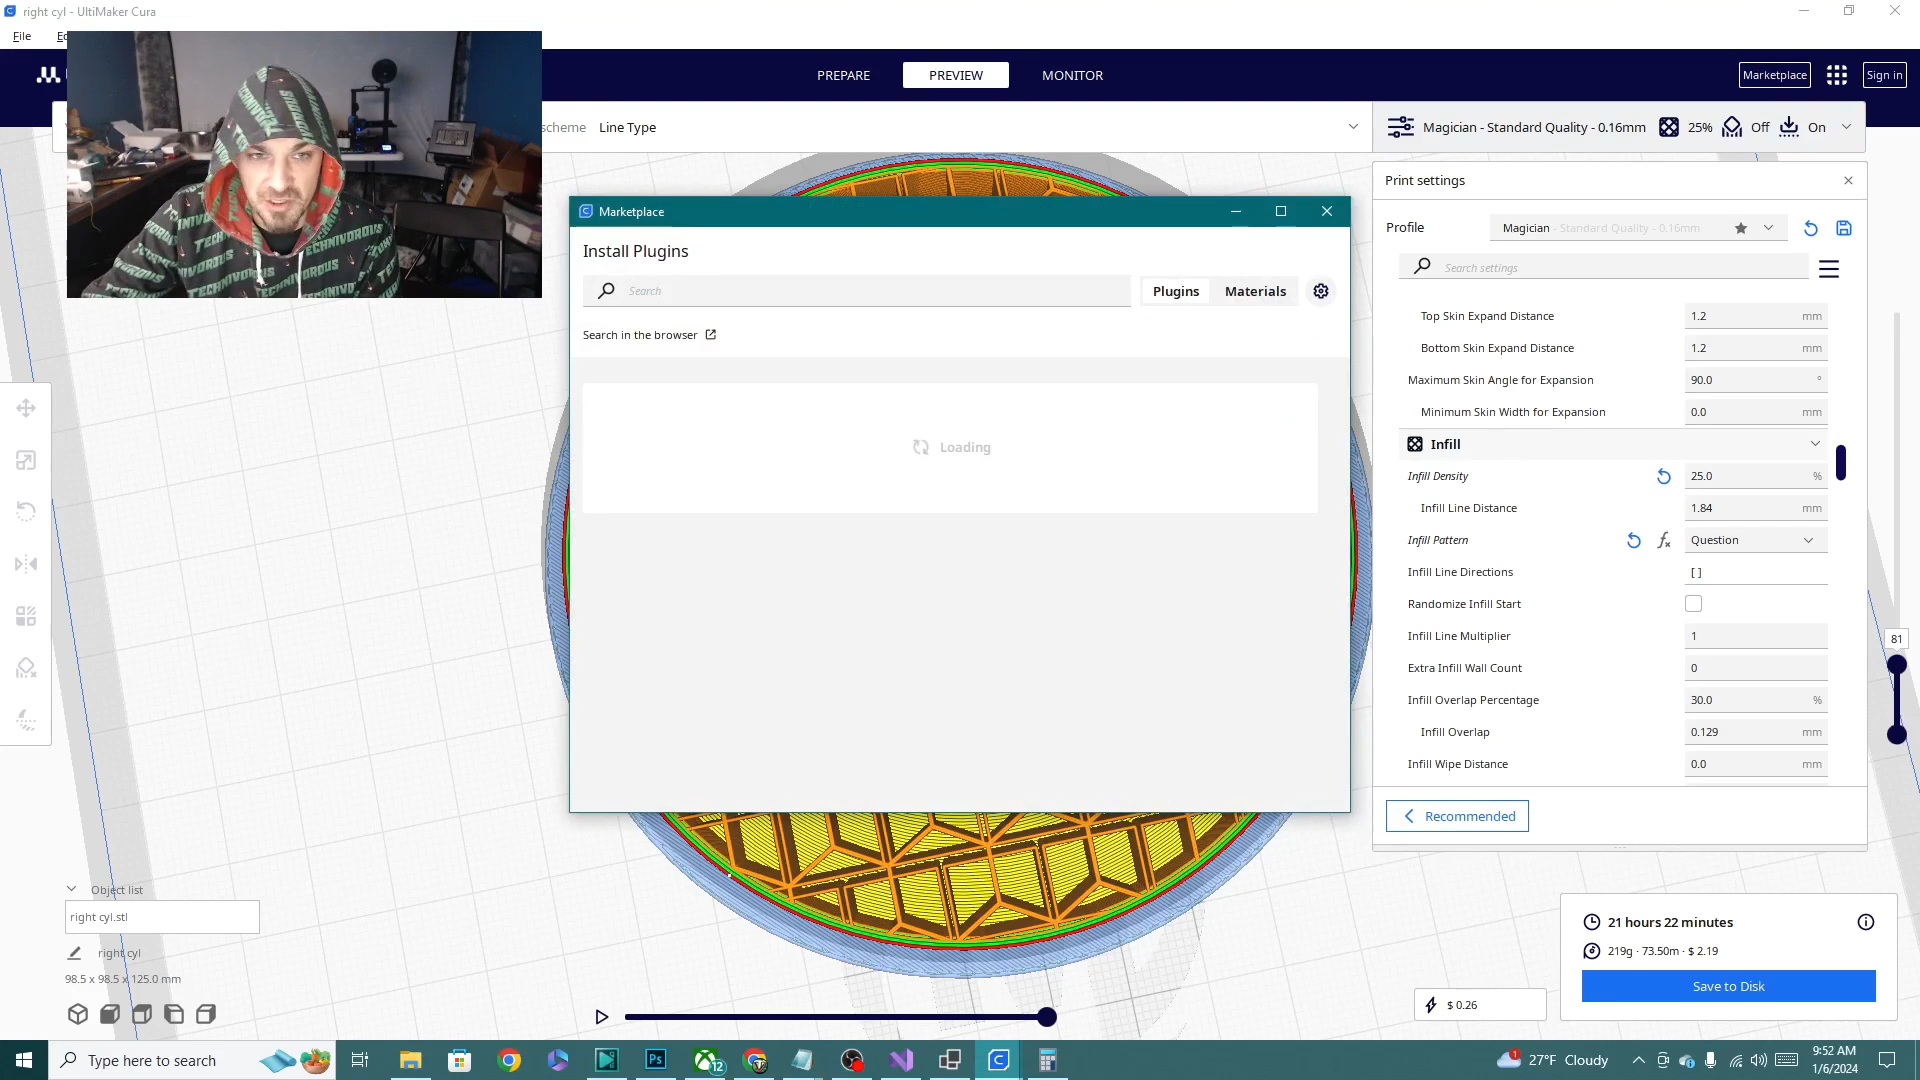 right cyl - UltiMaker Cura
File
PREPARE
PREVIEW
MONITOR
Marketplace
Sign in
scheme Line Type
Magician - Standard Quality - 0.16mm
25%
Off
On
TECHNIVOROUS
TECHNIVOROUS
Print settings
Profile
Magician - Standard Quality - 0.16mm
Search settings
Top Skin Expand Distance 1.2 mm
Bottom Skin Expand Distance 1.2 mm
Maximum Skin Angle for Expansion 90.0 °
Minimum Skin Width for Expansion 0.0 mm
Infill
Infill Density 25.0 %
Infill Line Distance 1.84 mm
Infill Pattern fx Question
Infill Line Directions [ ]
Randomize Infill Start
Infill Line Multiplier 1
Extra Infill Wall Count 0
Infill Overlap Percentage 30.0 %
Infill Overlap 0.129 mm
Infill Wipe Distance 0.0 mm
Recommended
81
Marketplace
Install Plugins
Search
Plugins
Materials
Search in the browser
Loading
Object list
right cyl.stl
right cyl
98.5 x 98.5 x 125.0 mm
21 hours 22 minutes
219g · 73.50m · $ 2.19
Save to Disk
$ 0.26
Type here to search
Ps
12
1
27°F Cloudy
9:52 AM
1/6/2024